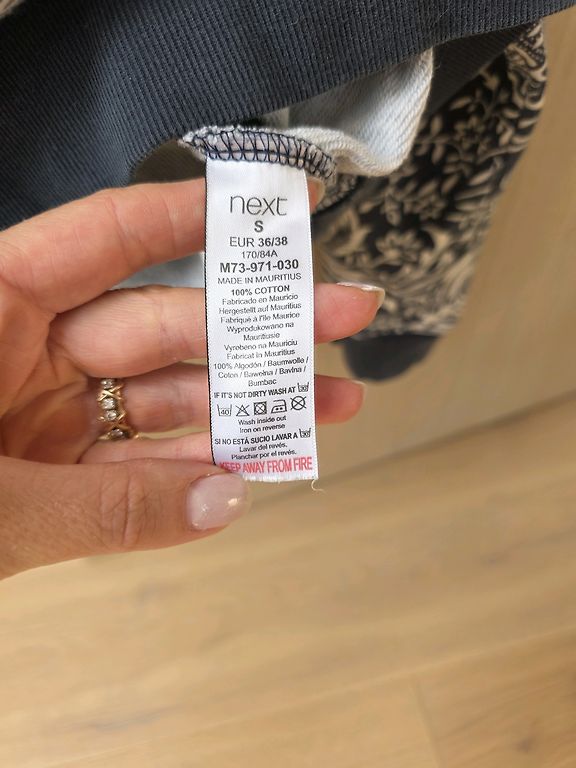 next
S
EUR 36/38
170/84A
M73-971-030
MADE IN MAURITIUS
100% COTTON
Fabricado en Mauricio
Hergestellt auf Mauritius
Fabriqué à l'île Maurice
Wyprodukowano na
Mauritiusie
Vyrobeno na Mauriciu
Fabricat in Mauritius
100% Algodón / Baumwolle /
Coton / Bawełna / Bavlna /
Bumbac
IF IT'S NOT DIRTY WASH AT 30
40
Wash inside out
Iron on reverse
SI NO ESTÁ SUCIO LAVAR A 30
Lavar del revés.
Planchar por el revés.
KEEP AWAY FROM FIRE